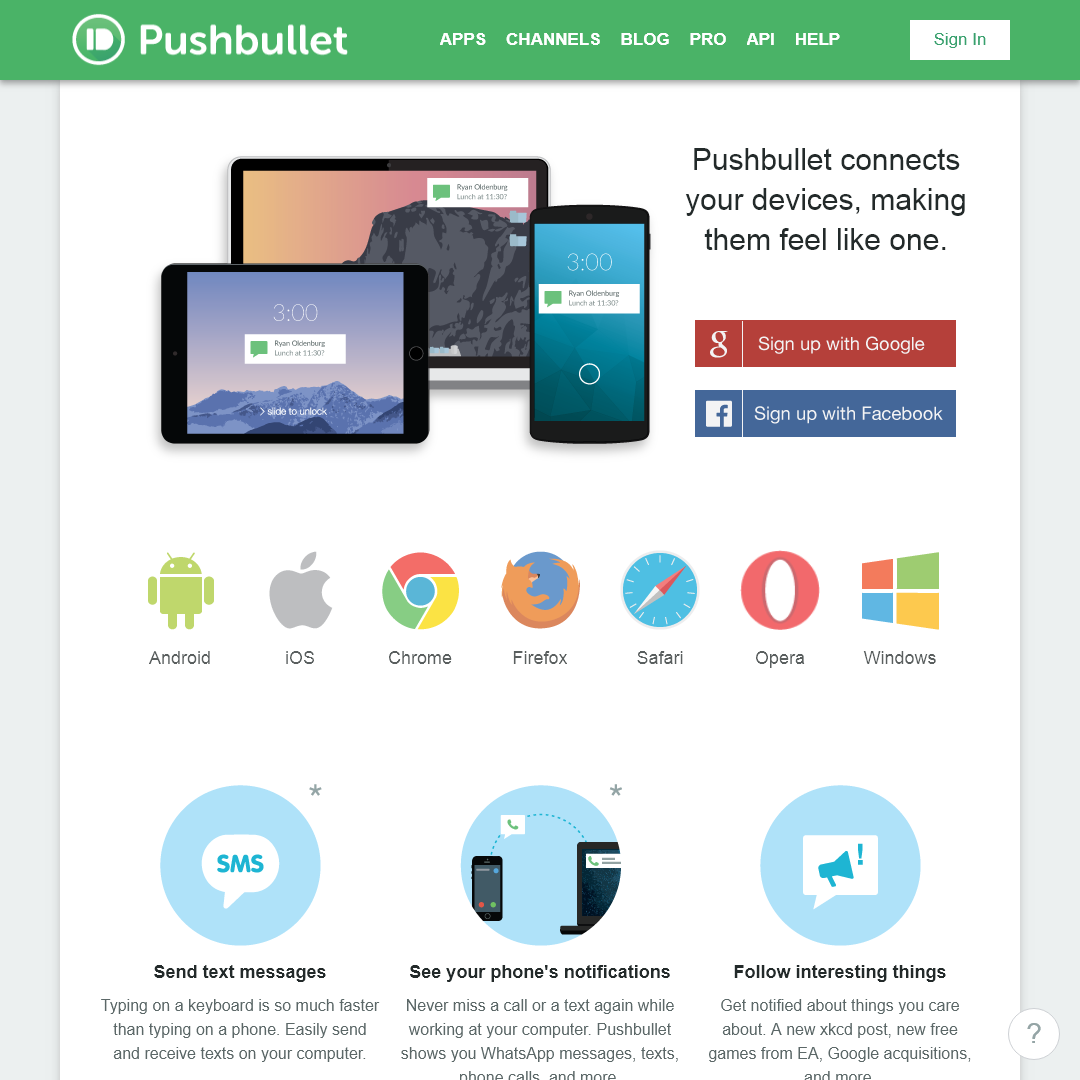 Pushbullet
APPS CHANNELS BLOG PRO API HELP
Sign In
Pushbullet connects
your devices, making
them feel like one.
Ryan Oldenburg
Lunch at 11:30?
3:00
Ryan Oldenburg
Lunch at 11:30?
3:00
Ryan Oldenburg
Lunch at 11:30?
> slide to unlock
g Sign up with Google
f Sign up with Facebook
Android iOS Chrome Firefox Safari Opera Windows
* *
SMS
!
Send text messages
Typing on a keyboard is so much faster
than typing on a phone. Easily send
and receive texts on your computer.
See your phone's notifications
Never miss a call or a text again while
working at your computer. Pushbullet
shows you WhatsApp messages, texts,
phone calls, and more.
Follow interesting things
Get notified about things you care
about. A new xkcd post, new free
games from EA, Google acquisitions,
and more.
?